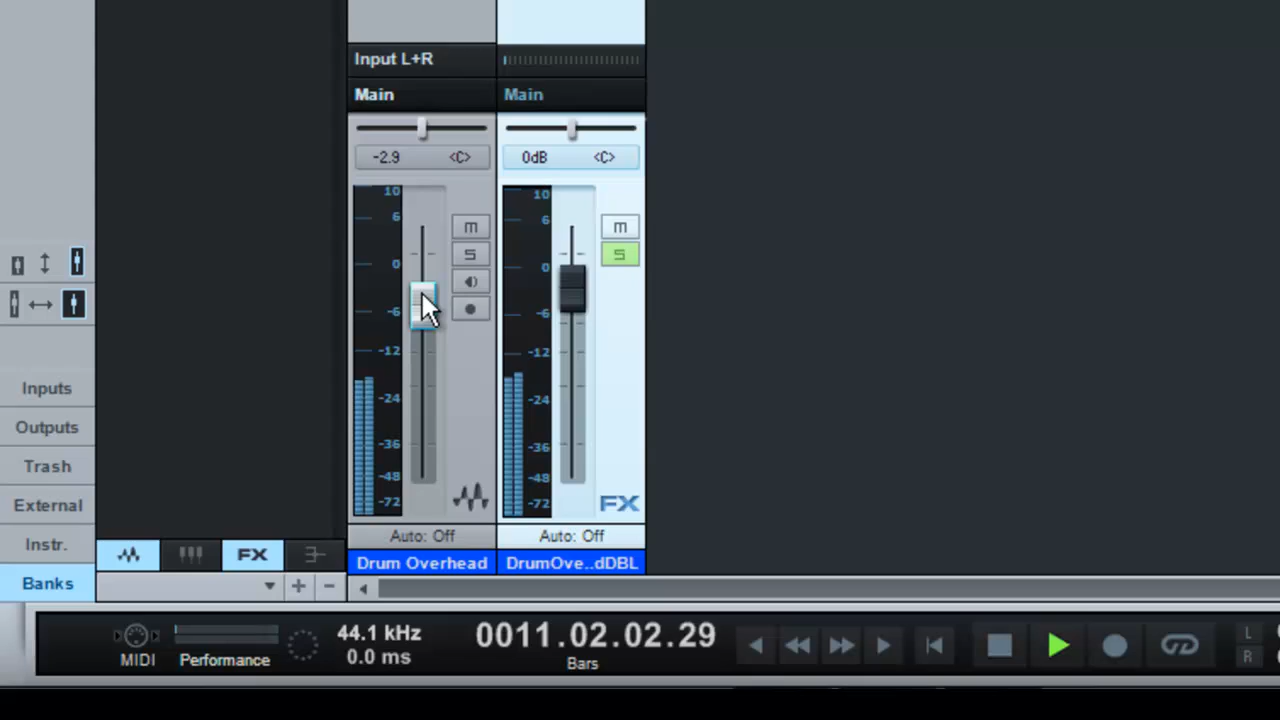 Input L+R
Main
Main
-2.9 <C>
0dB <C>
10
6
0
-6
-12
-24
-36
-48
-72
m
S
10
6
0
-6
-12
-24
-36
-48
-72
m
S
FX
Auto: Off
Auto: Off
Drum Overhead
DrumOve..dDBL
Inputs
Outputs
Trash
External
Instr.
Banks
FX
+ −
MIDI
Performance
44.1 kHz
0.0 ms
0011.02.02.29
Bars
L
R